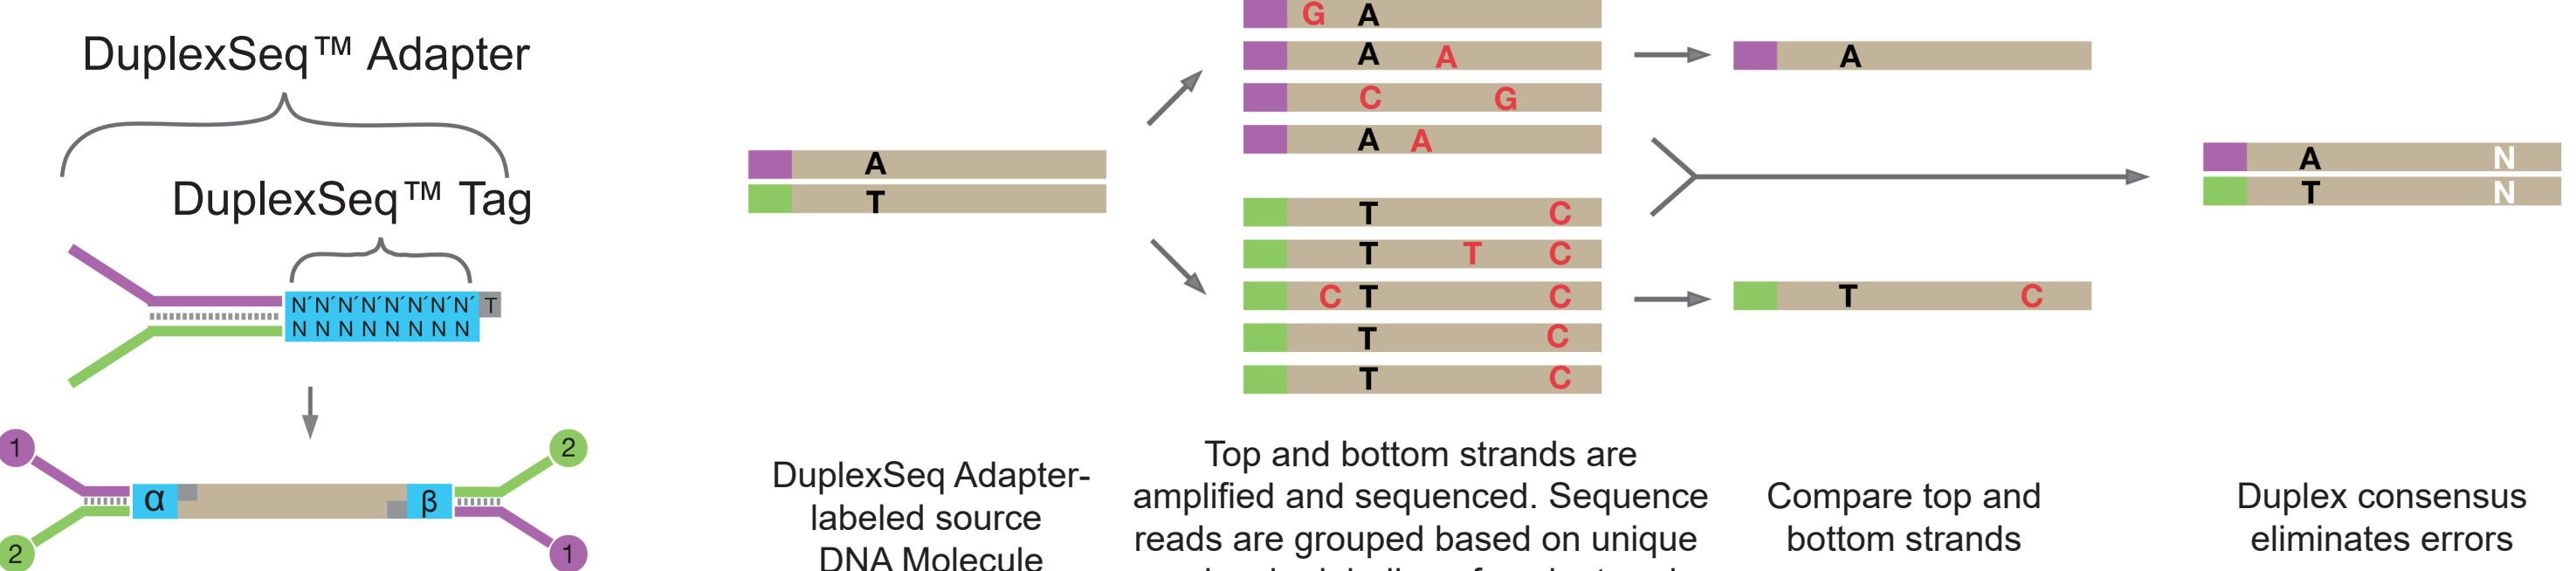 DuplexSeq™ Adapter
DuplexSeq™ Tag
N´N´N´N´N´N´N´N´ T
N N N N N N N N
1
2
α
β
2
1
A
T
G A
A A
C G
A A
T C
T T C
C T C
T C
T C
A
T C
A N
T N
DuplexSeq Adapter-
labeled source
DNA Molecule
Top and bottom strands are
amplified and sequenced. Sequence
reads are grouped based on unique
Compare top and
bottom strands
Duplex consensus
eliminates errors